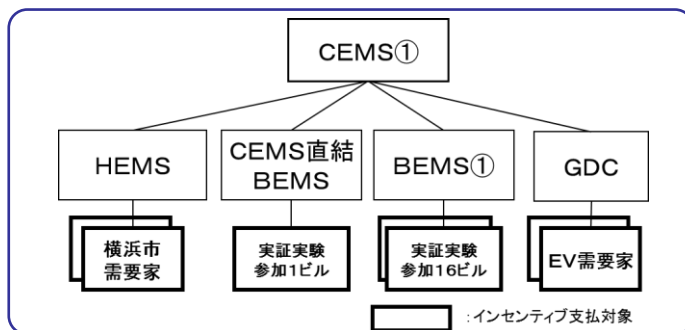 CEMS①
HEMS
CEMS直結
BEMS
BEMS①
GDC
横浜市
需要家
実証実験
参加1ビル
実証実験
参加16ビル
EV需要家
：インセンティブ支払対象